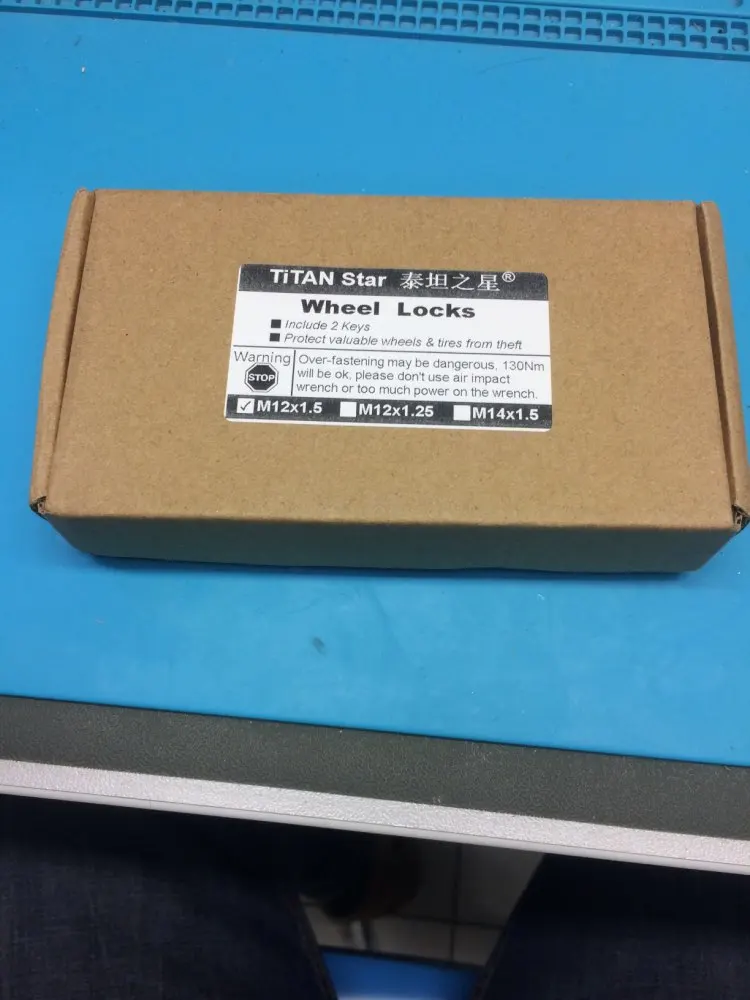 TiTAN Star 泰坦之星®
Wheel Locks
■ Include 2 Keys
■ Protect valuable wheels & tires from theft
Warning
STOP
Over-fastening may be dangerous, 130Nm
will be ok, please don't use air impact
wrench or too much power on the wrench.
☑M12x1.5 ☐M12x1.25 ☐M14x1.5